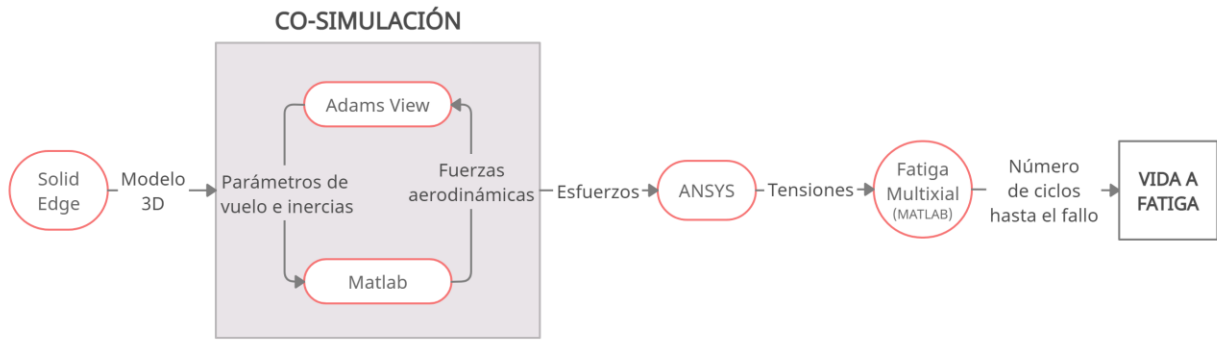 CO-SIMULACIÓN
Solid
Edge
Modelo
3D
Adams View
Parámetros de
vuelo e inercias
Fuerzas
aerodinámicas
Matlab
Esfuerzos
ANSYS
Tensiones
Fatiga
Multixial
(MATLAB)
Número
de ciclos
hasta el fallo
VIDA A
FATIGA